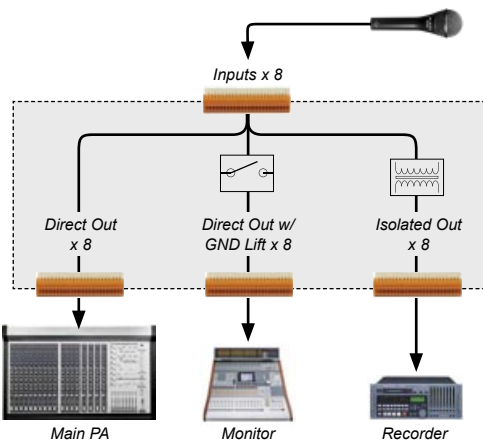 Inputs x 8
Direct Out
x 8
Direct Out w/
GND Lift x 8
Isolated Out
x 8
Main PA
Monitor
Recorder